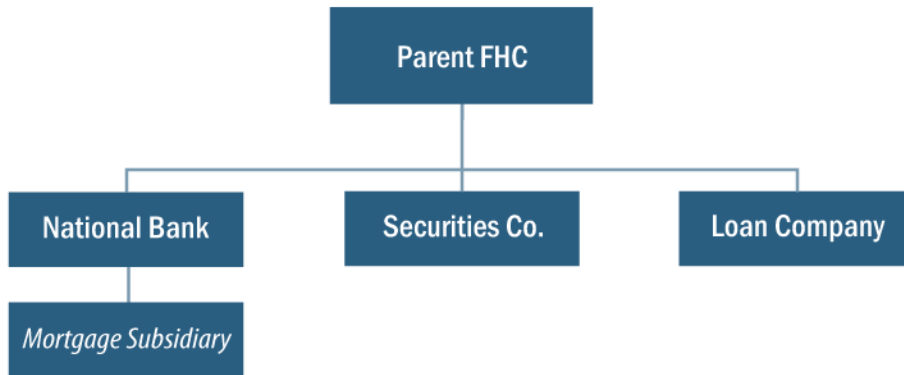 Parent FHC
National Bank
Securities Co.
Loan Company
Mortgage Subsidiary